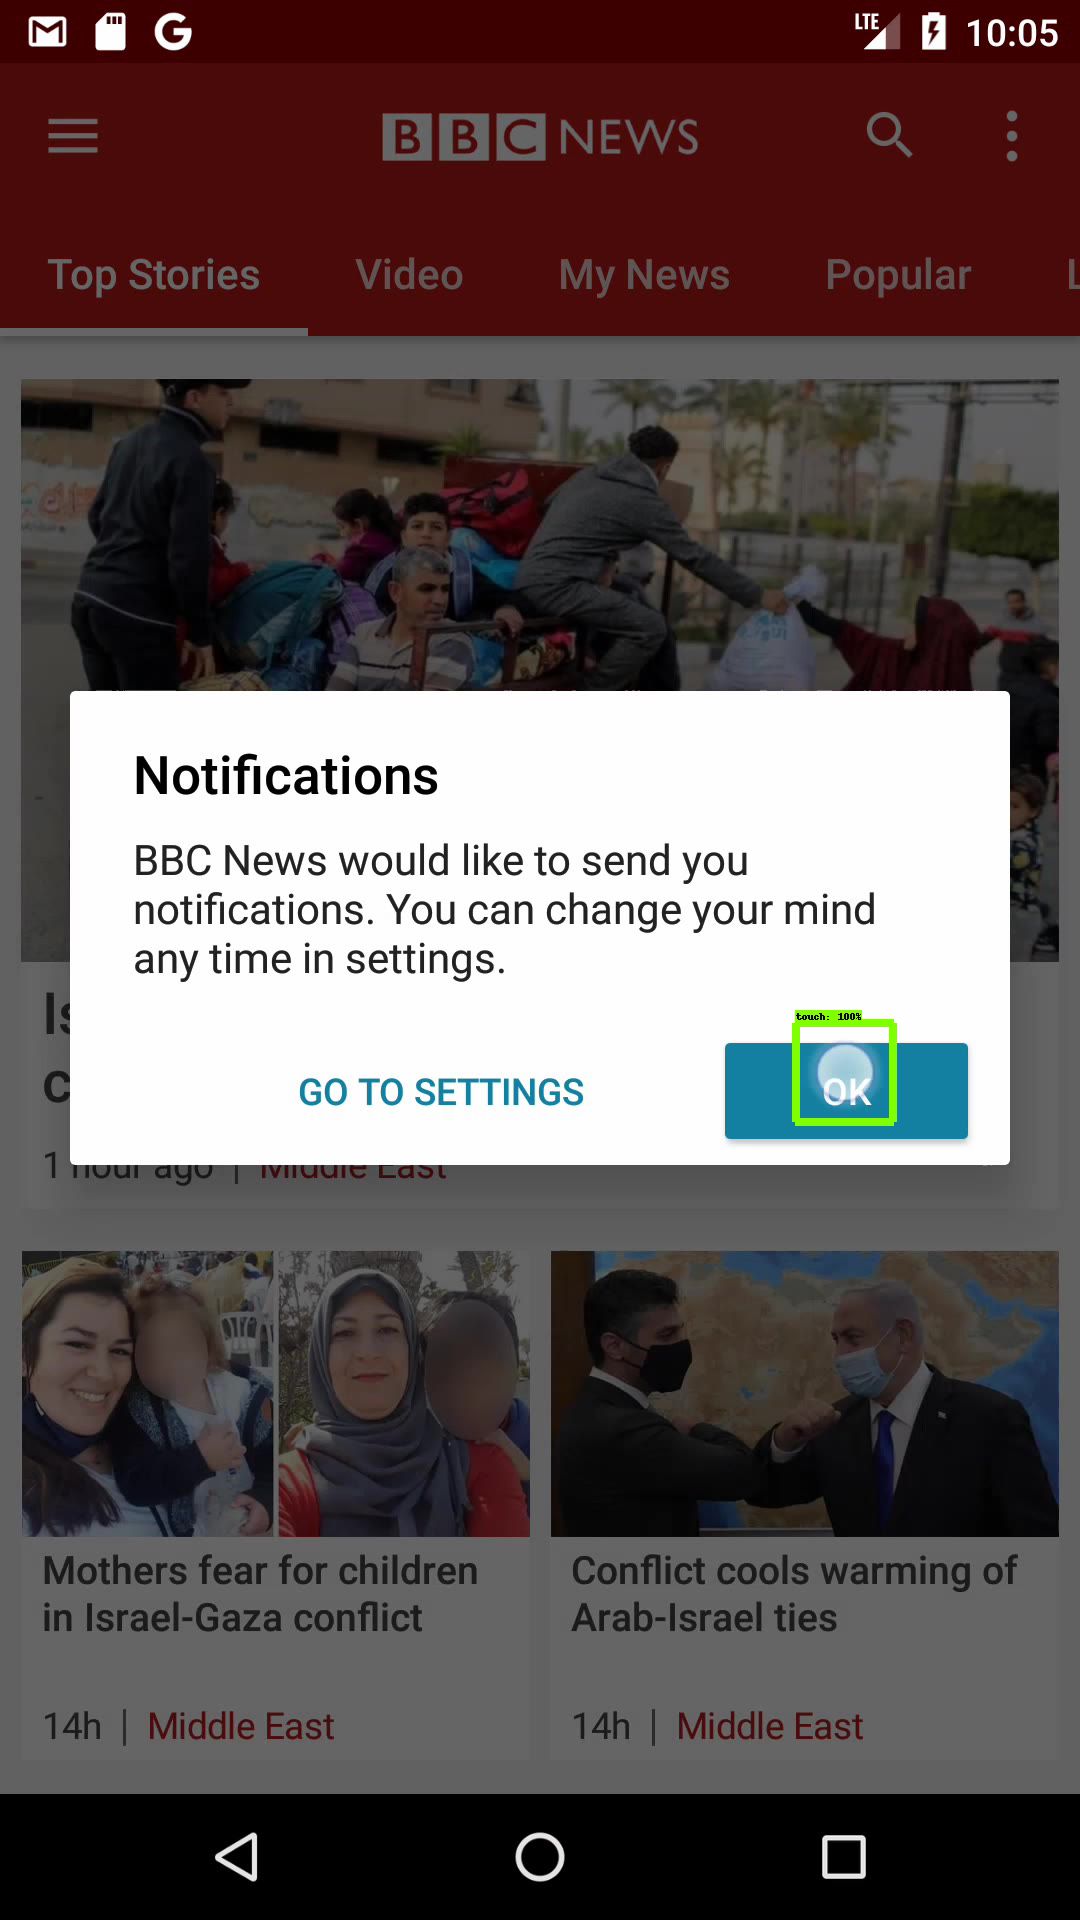 LTE 10:05
BBC NEWS
Top Stories Video My News Popular L
Notifications
BBC News would like to send you
notifications. You can change your mind
any time in settings.
touch: 100%
GO TO SETTINGS OK
1 hour ago | Middle East
Mothers fear for children
in Israel-Gaza conflict
14h | Middle East
Conflict cools warming of
Arab-Israel ties
14h | Middle East